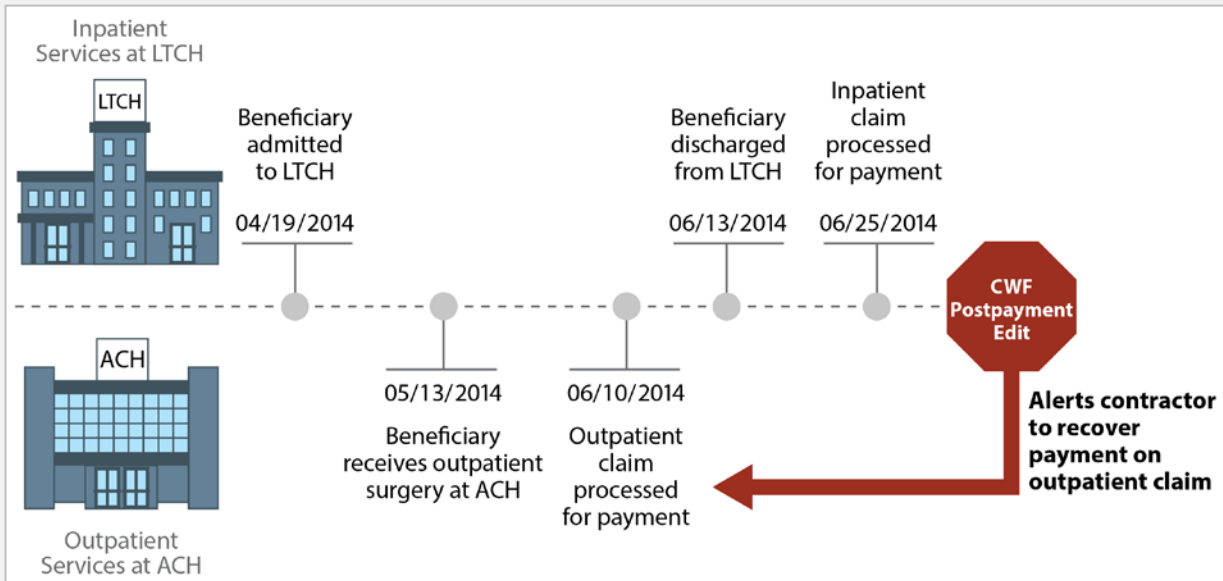 Inpatient
Services at LTCH
LTCH
Beneficiary
admitted
to LTCH
04/19/2014
Beneficiary
discharged
from LTCH
06/13/2014
Inpatient
claim
processed
for payment
06/25/2014
CWF
Postpayment
Edit
ACH
05/13/2014
Beneficiary
receives outpatient
surgery at ACH
06/10/2014
Outpatient
claim
processed
for payment
Alerts contractor
to recover
payment on
outpatient claim
Outpatient
Services at ACH